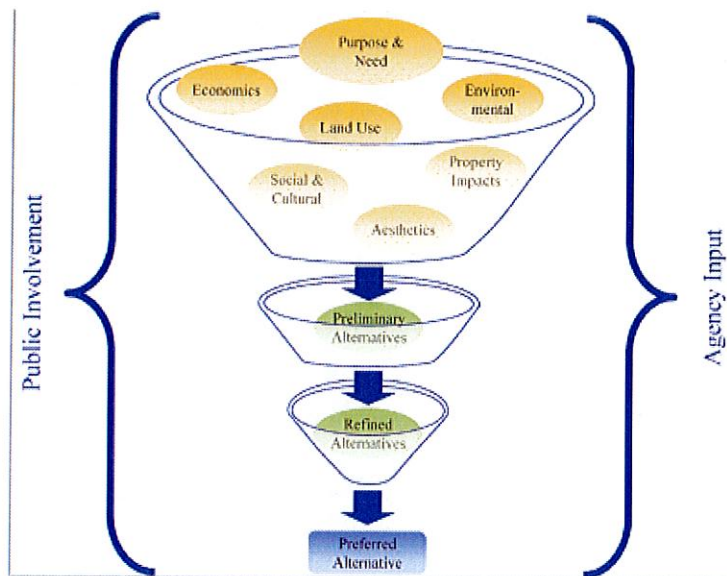 Purpose &
Need
Economics
Environ-
mental
Land Use
Property
Impacts
Social &
Cultural
Aesthetics
Preliminary
Alternatives
Refined
Alternatives
Preferred
Alternative
Public Involvement
Agency Input